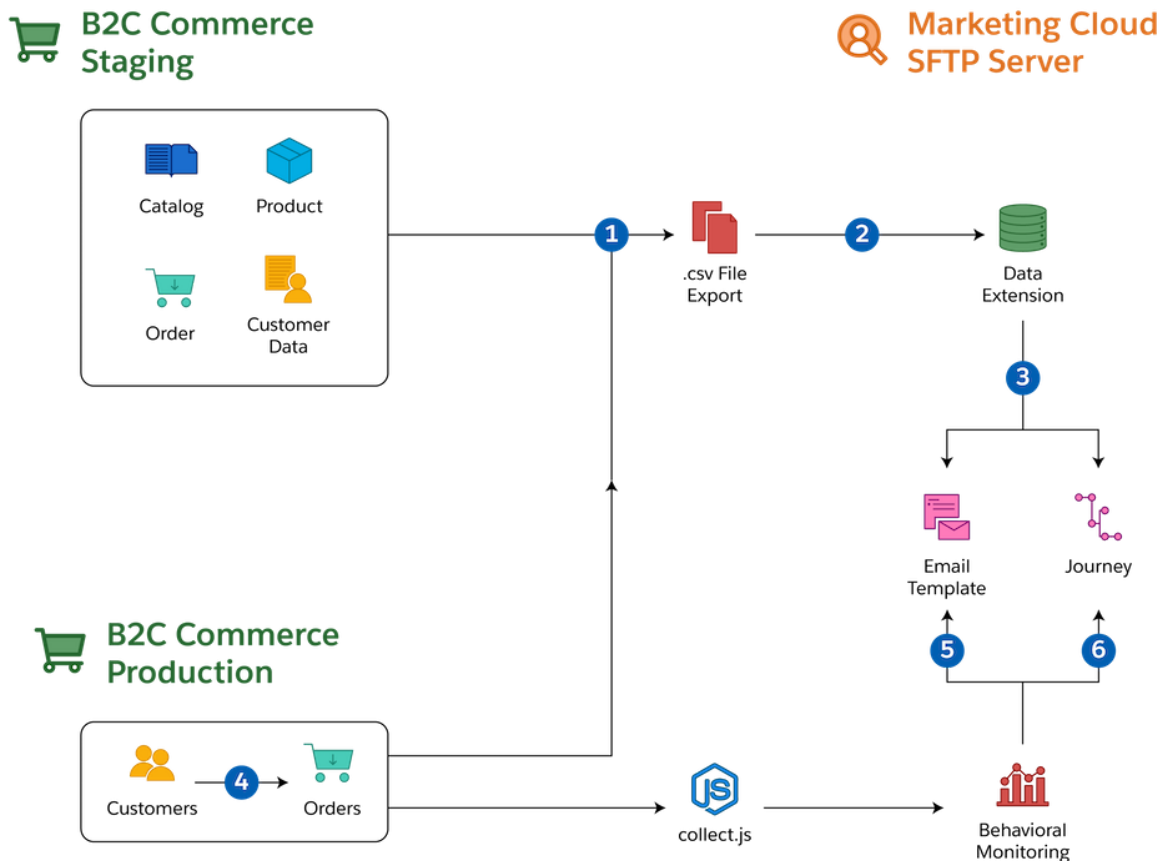 B2C Commerce
Staging
Marketing Cloud
SFTP Server
Catalog
Product
Order
Customer
Data
1
.csv File
Export
2
Data
Extension
3
Email
Template
Journey
5
6
B2C Commerce
Production
Customers
4
Orders
JS
collect.js
Behavioral
Monitoring